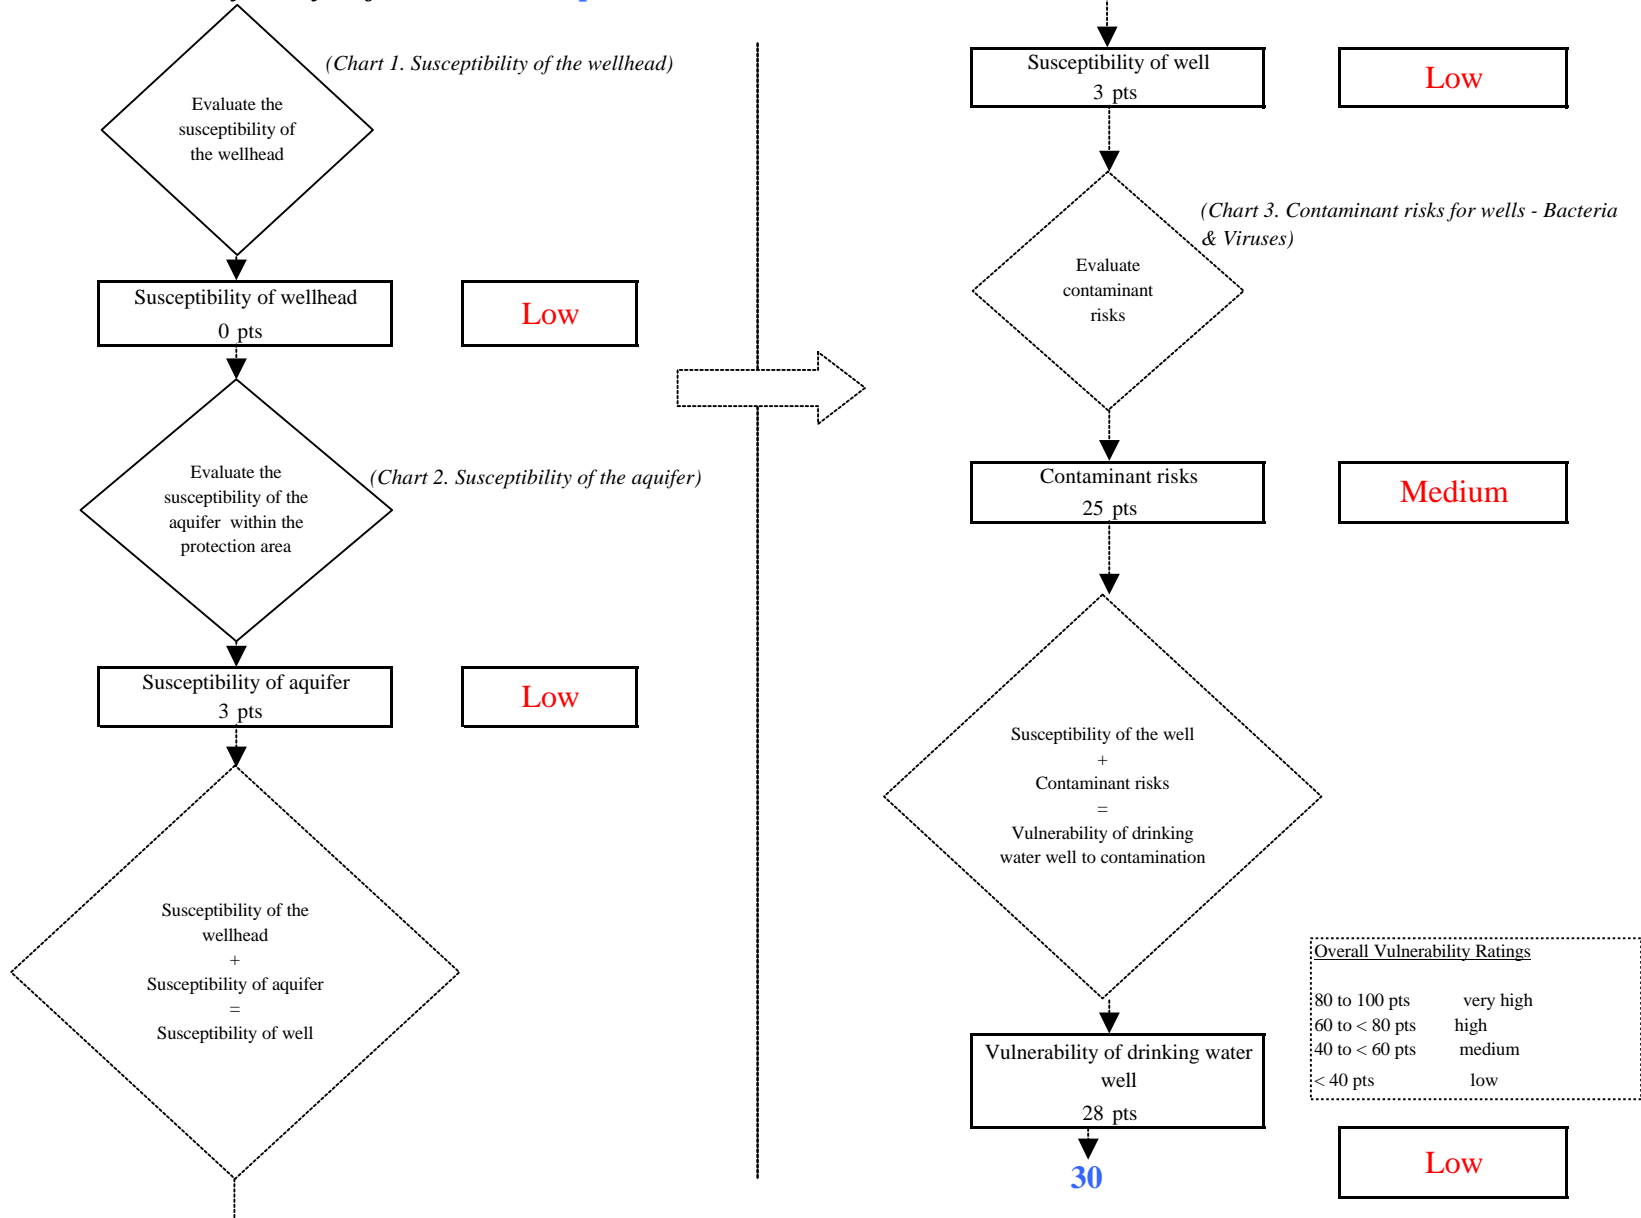 (Chart 1. Susceptibility of the wellhead)
Evaluate the
susceptibility of
the wellhead
Susceptibility of wellhead
0 pts
Low
Evaluate the
susceptibility of the
aquifer within the
protection area
(Chart 2. Susceptibility of the aquifer)
Susceptibility of aquifer
3 pts
Low
Susceptibility of the
wellhead
+
Susceptibility of aquifer
=
Susceptibility of well
Susceptibility of well
3 pts
Low
(Chart 3. Contaminant risks for wells - Bacteria
& Viruses)
Evaluate
contaminant
risks
Contaminant risks
25 pts
Medium
Susceptibility of the well
+
Contaminant risks
=
Vulnerability of drinking
water well to contamination
Overall Vulnerability Ratings
80 to 100 pts very high
60 to < 80 pts high
40 to < 60 pts medium
< 40 pts low
Vulnerability of drinking water
well
28 pts
30
Low